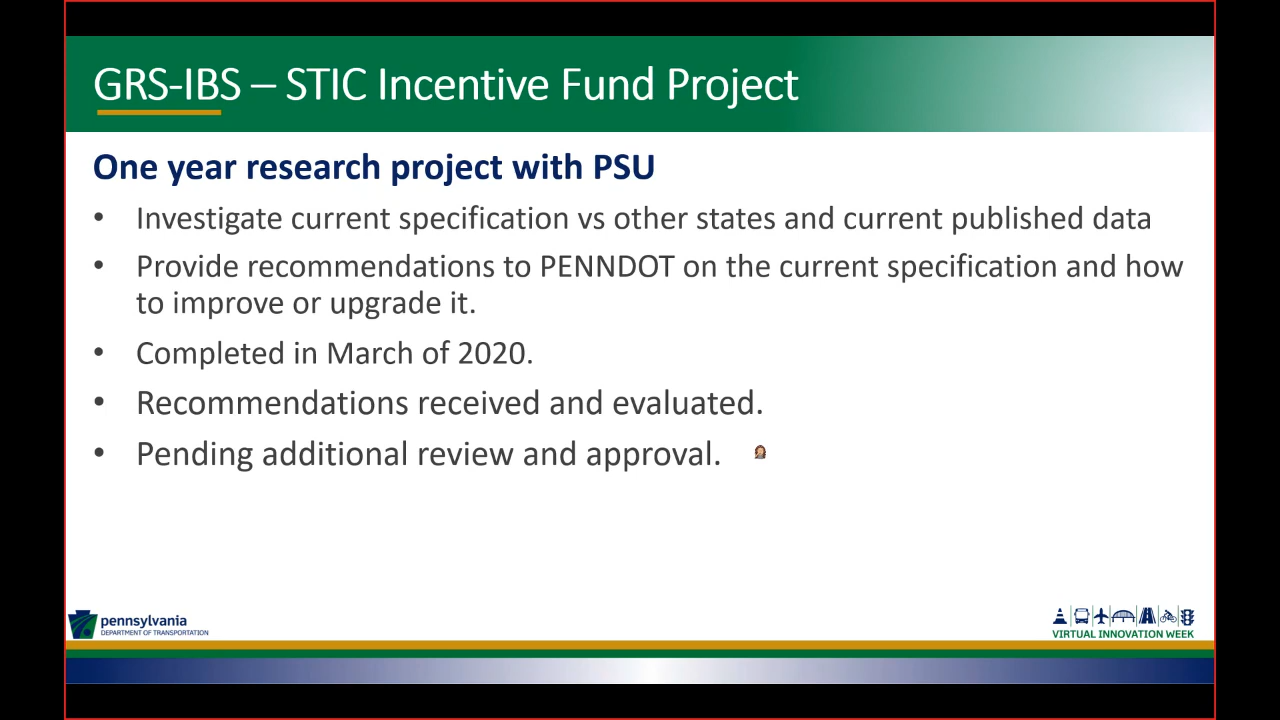 GRS-IBS – STIC Incentive Fund Project
One year research project with PSU
• Investigate current specification vs other states and current published data
• Provide recommendations to PENNDOT on the current specification and how
to improve or upgrade it.
• Completed in March of 2020.
• Recommendations received and evaluated.
• Pending additional review and approval.
pennsylvania
DEPARTMENT OF TRANSPORTATION
VIRTUAL INNOVATION WEEK